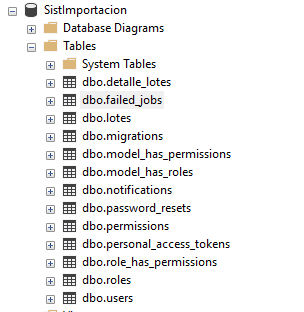 SistImportacion
Database Diagrams
Tables
System Tables
dbo.detalle_lotes
dbo.failed_jobs
dbo.lotes
dbo.migrations
dbo.model_has_permissions
dbo.model_has_roles
dbo.notifications
dbo.password_resets
dbo.permissions
dbo.personal_access_tokens
dbo.role_has_permissions
dbo.roles
dbo.users